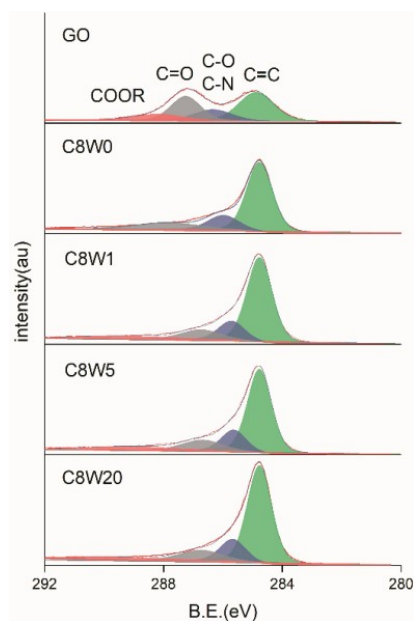 GO
COOR
C=O
C-O
C-N
C=C
C8W0
C8W1
C8W5
C8W20
intensity(au)
292 288 284 280
B.E.(eV)